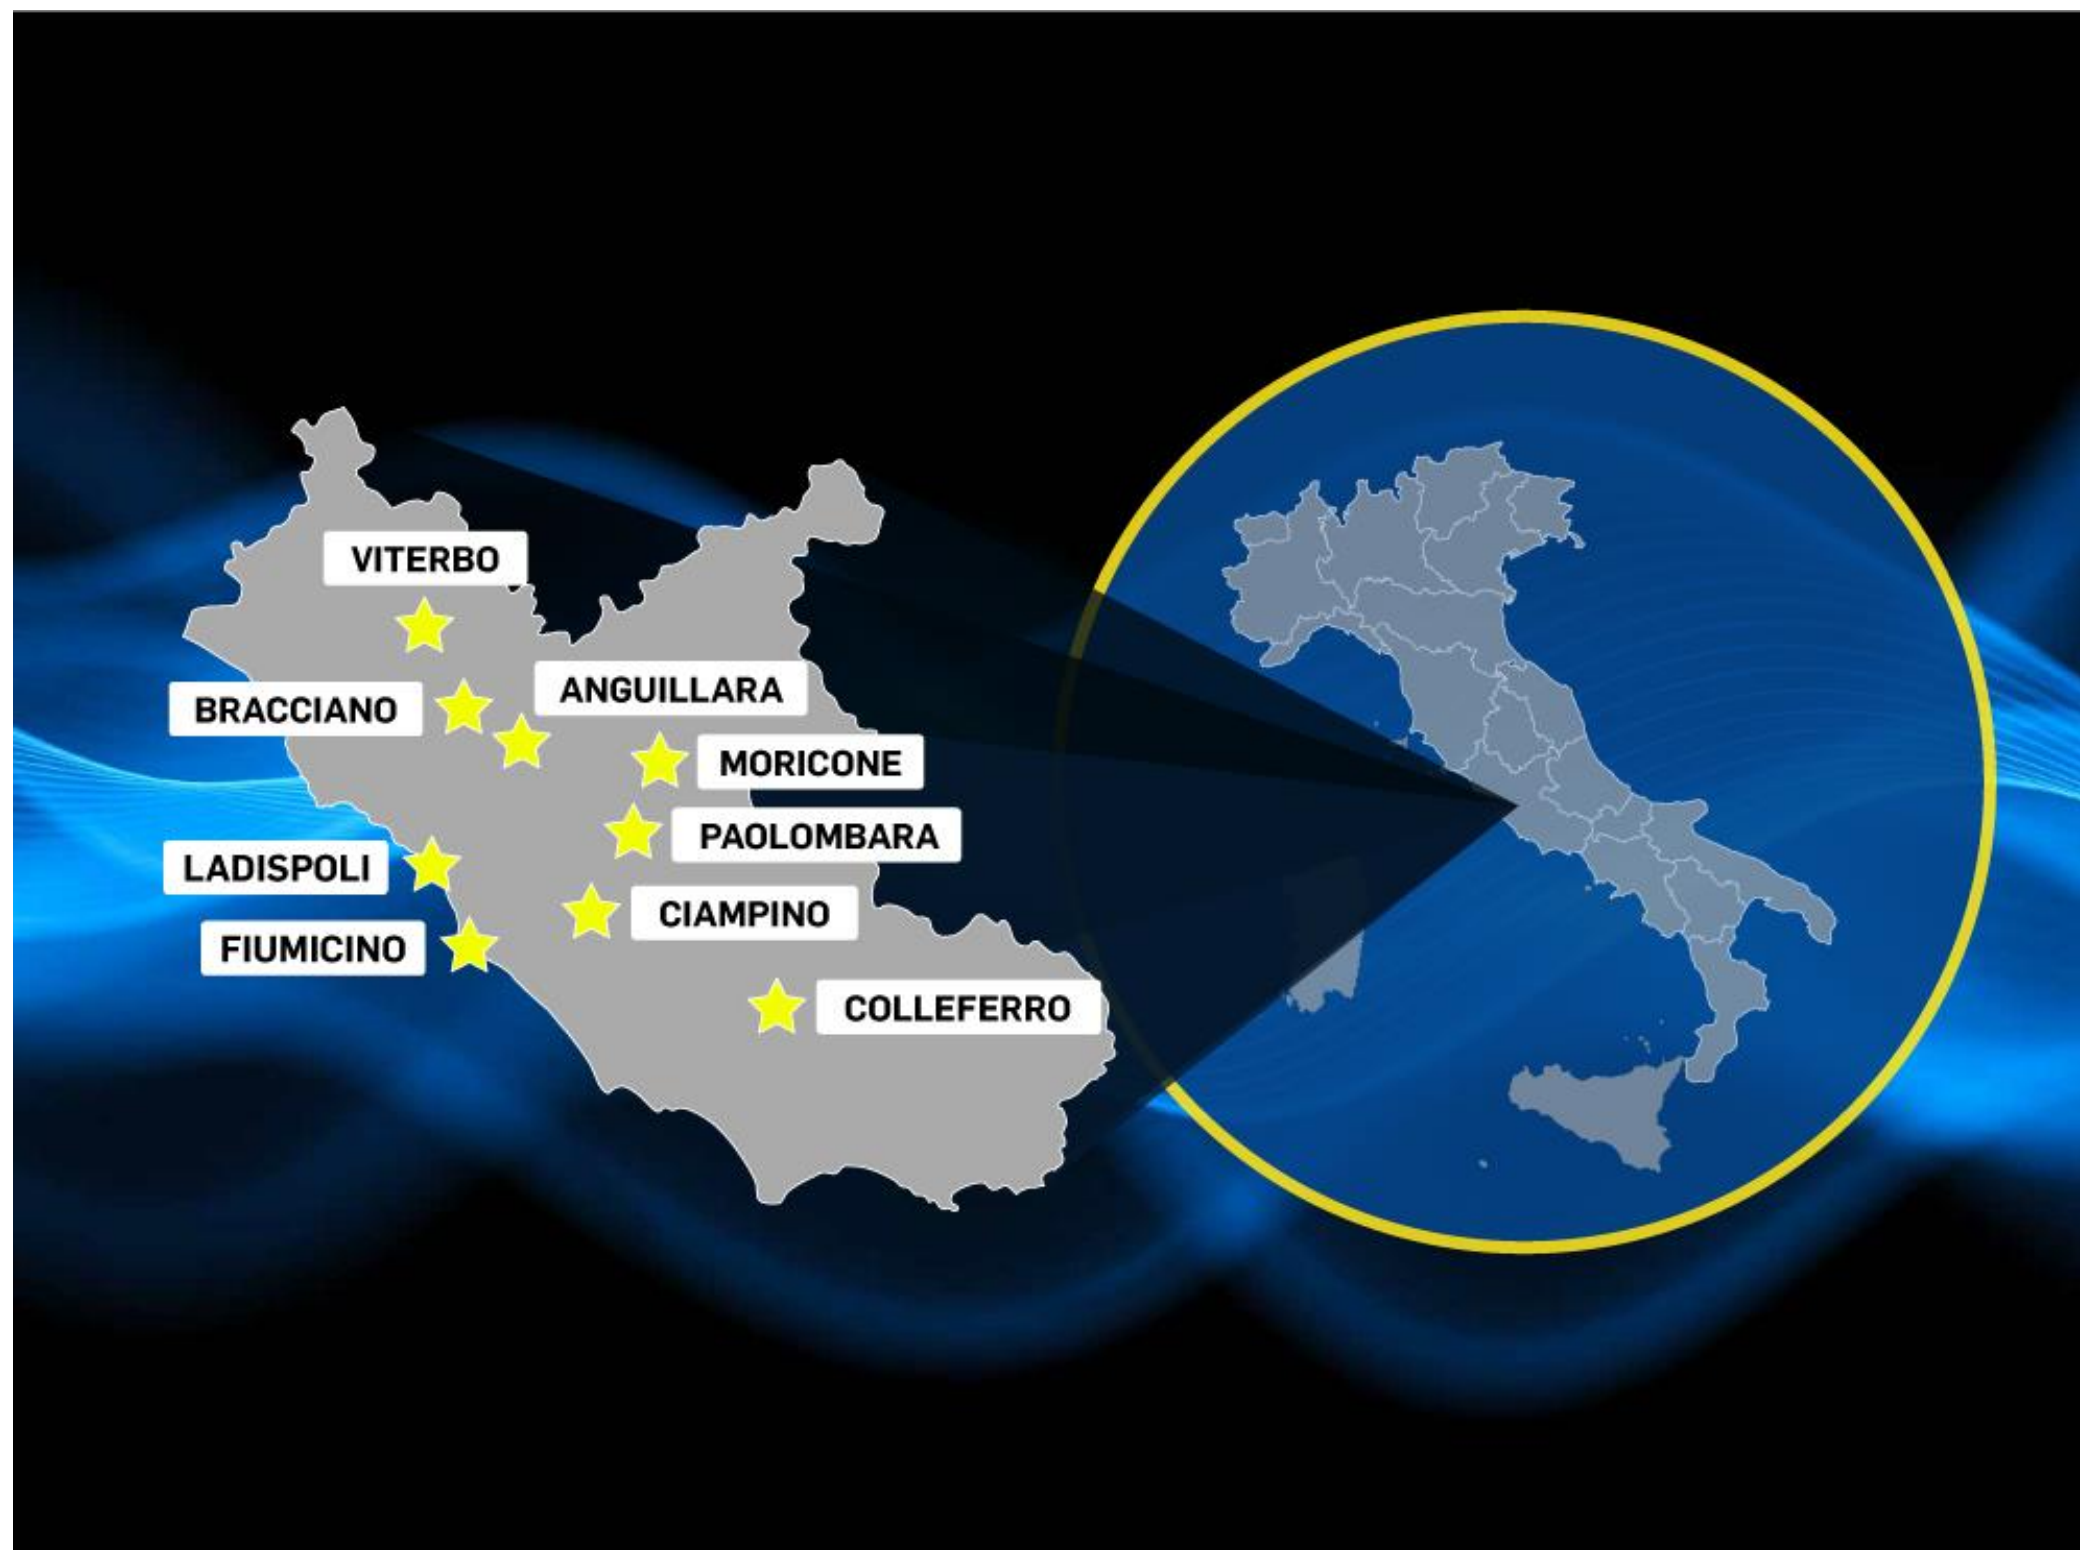 VITERBO
ANGUILLARA
BRACCIANO
MORICONE
PAOLOMBARA
LADISPOLI
CIAMPINO
FIUMICINO
COLLEFERRO